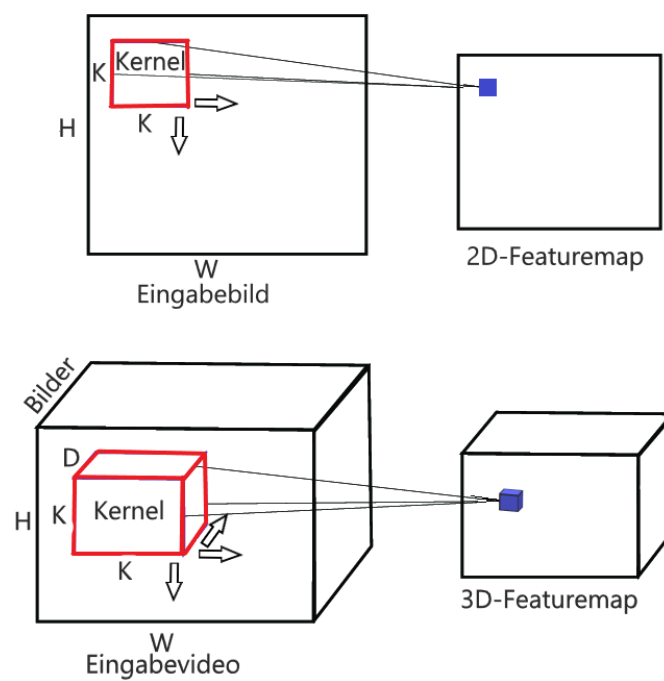 Kernel
K
K
H
W
Eingabebild
2D-Featuremap
Bilder
D
Kernel
K
K
H
W
Eingabevideo
3D-Featuremap